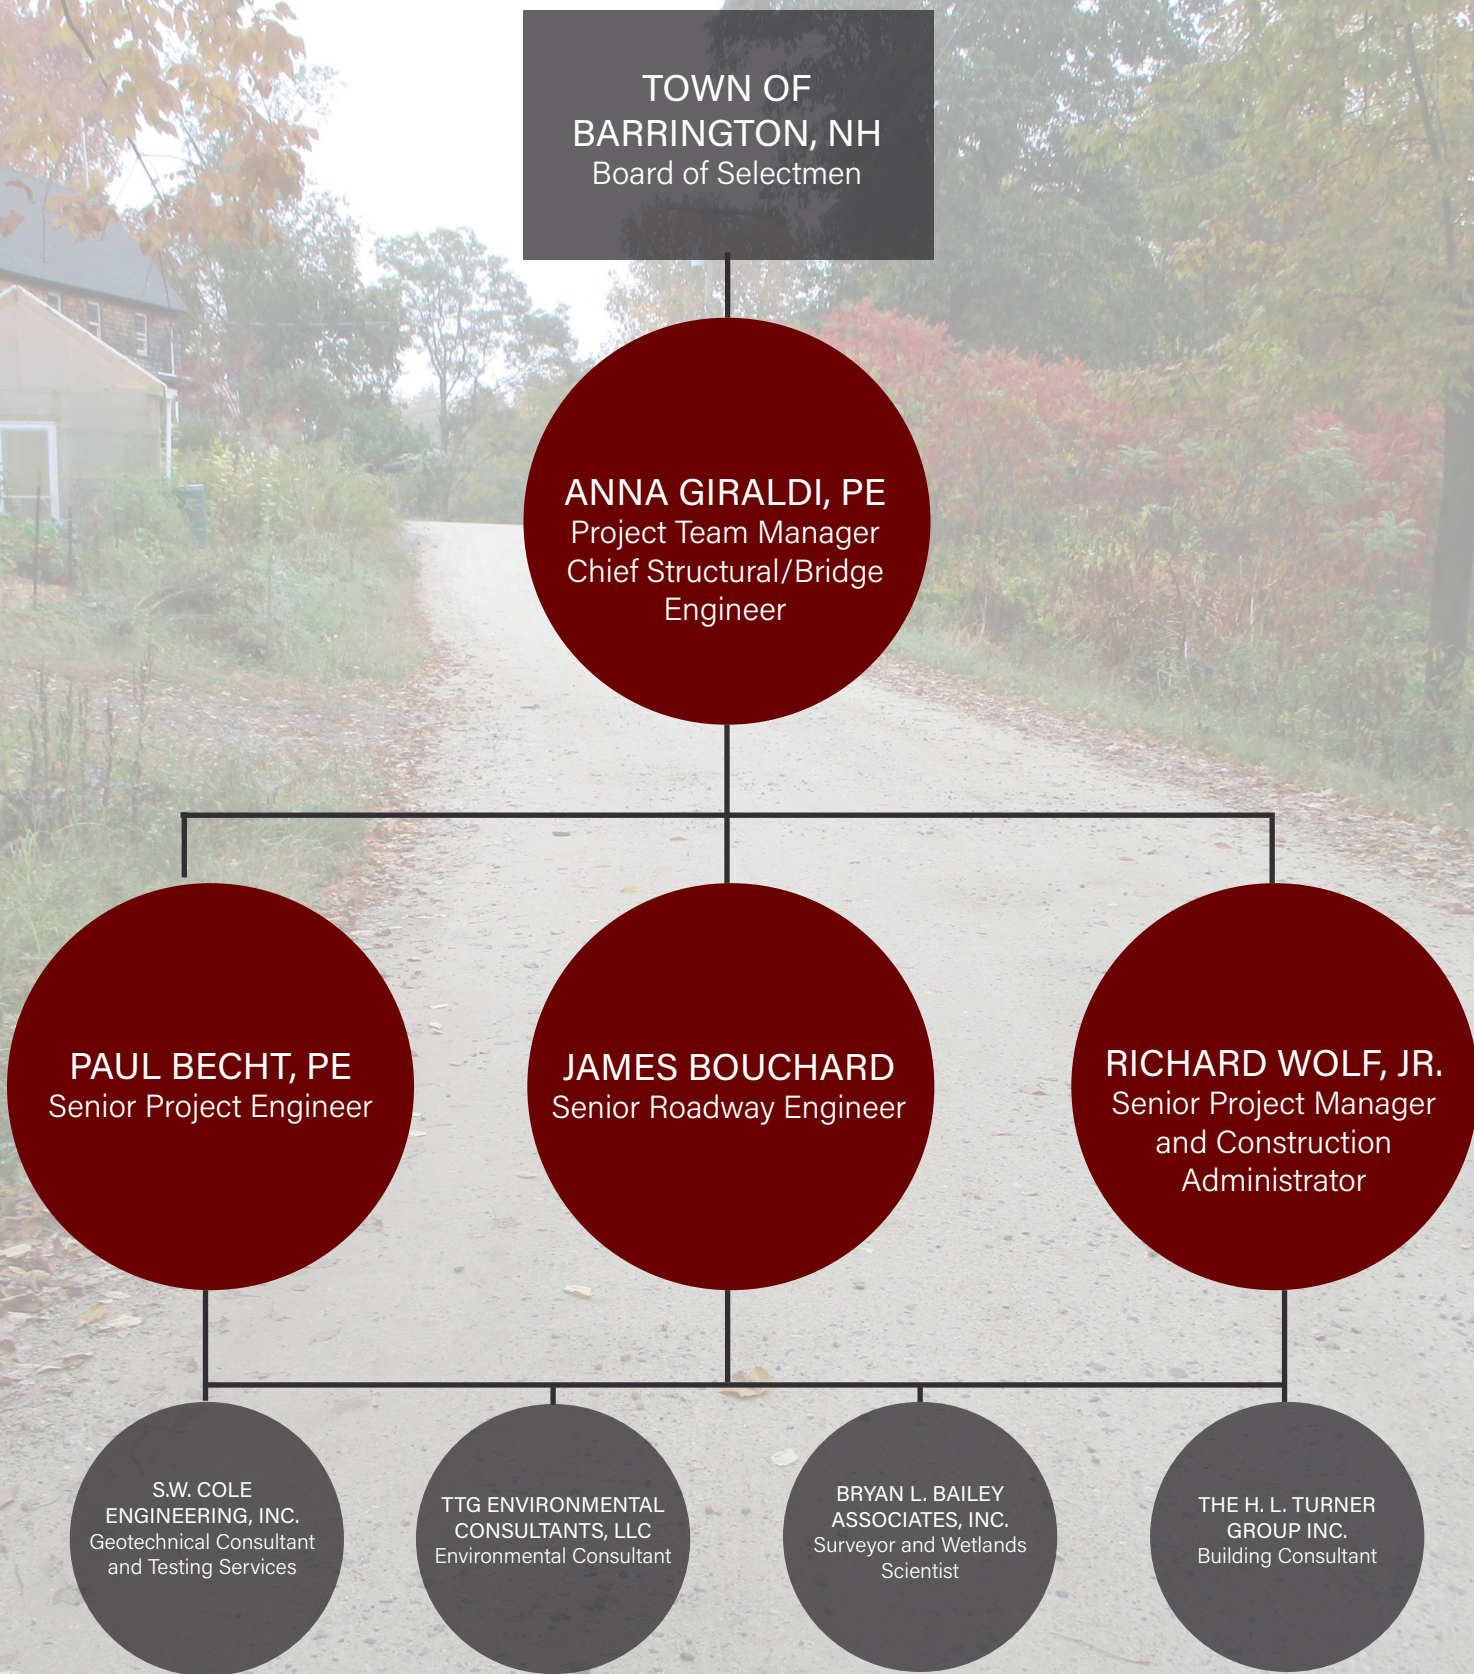 TOWN OF
BARRINGTON, NH
Board of Selectmen
ANNA GIRALDI, PE
Project Team Manager
Chief Structural/Bridge
Engineer
PAUL BECHT, PE
Senior Project Engineer
JAMES BOUCHARD
Senior Roadway Engineer
RICHARD WOLF, JR.
Senior Project Manager
and Construction
Administrator
S.W. COLE
ENGINEERING, INC.
Geotechnical Consultant
and Testing Services
TTG ENVIRONMENTAL
CONSULTANTS, LLC
Environmental Consultant
BRYAN L. BAILEY
ASSOCIATES, INC.
Surveyor and Wetlands
Scientist
THE H. L. TURNER
GROUP INC.
Building Consultant